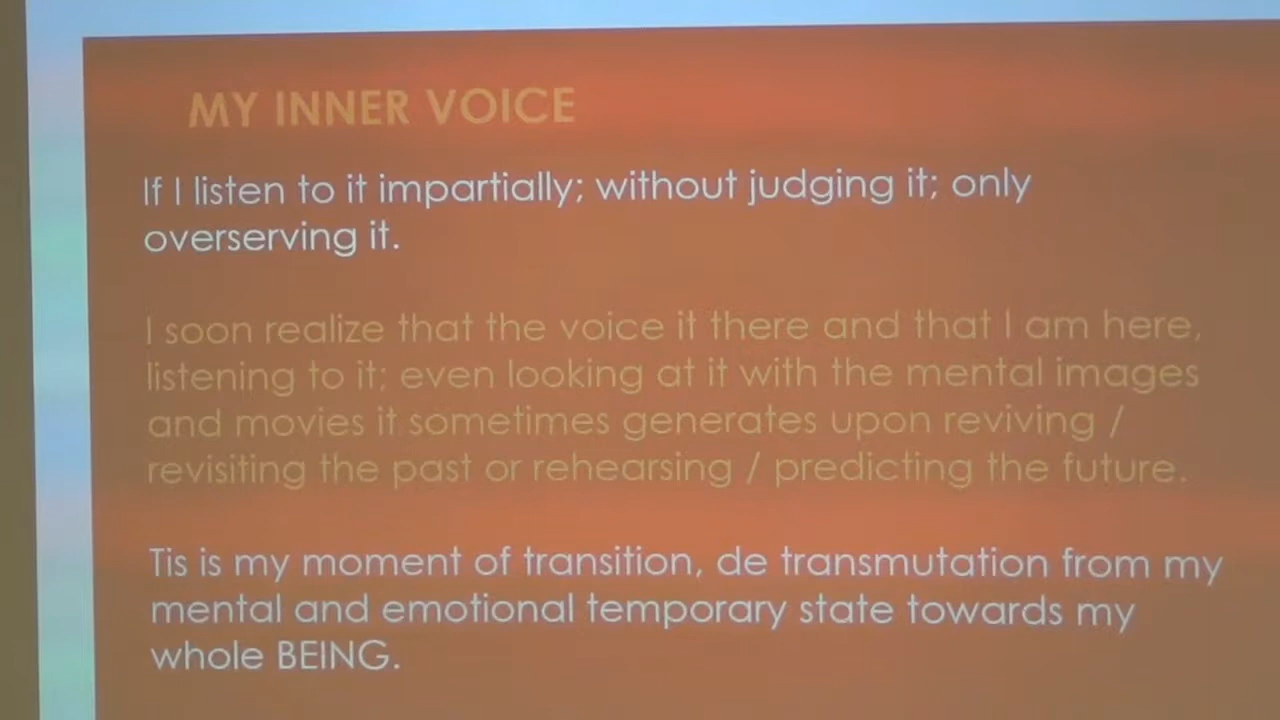 MY INNER VOICE
If I listen to it impartially; without judging it; only
overserving it.
I soon realize that the voice it there and that I am here,
listening to it; even looking at it with the mental images
and movies it sometimes generates upon reviving /
revisiting the past or rehearsing / predicting the future.
Tis is my moment of transition, de transmutation from my
mental and emotional temporary state towards my
whole BEING.